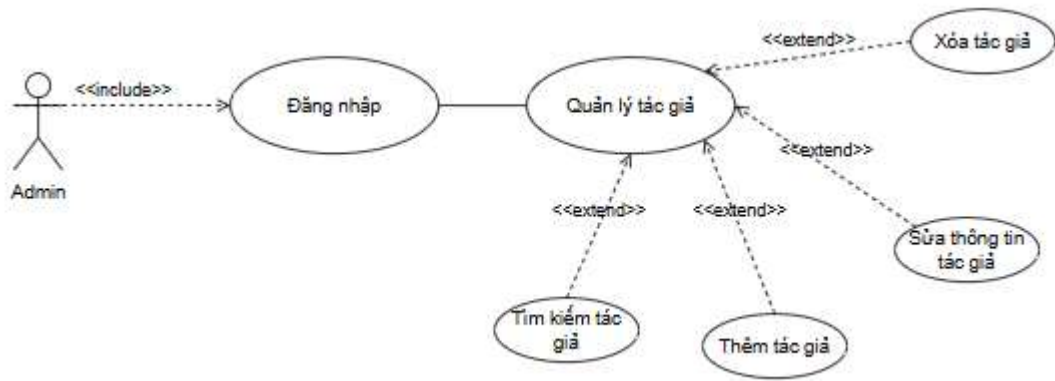 Xóa tác giả
<<extend>>
<<include>>
Đăng nhập
Quản lý tác giả
<<extend>>
Admin
<<extend>>
<<extend>>
Sửa thông tin
tác giả
Tìm kiếm tác
giả
Thêm tác giả